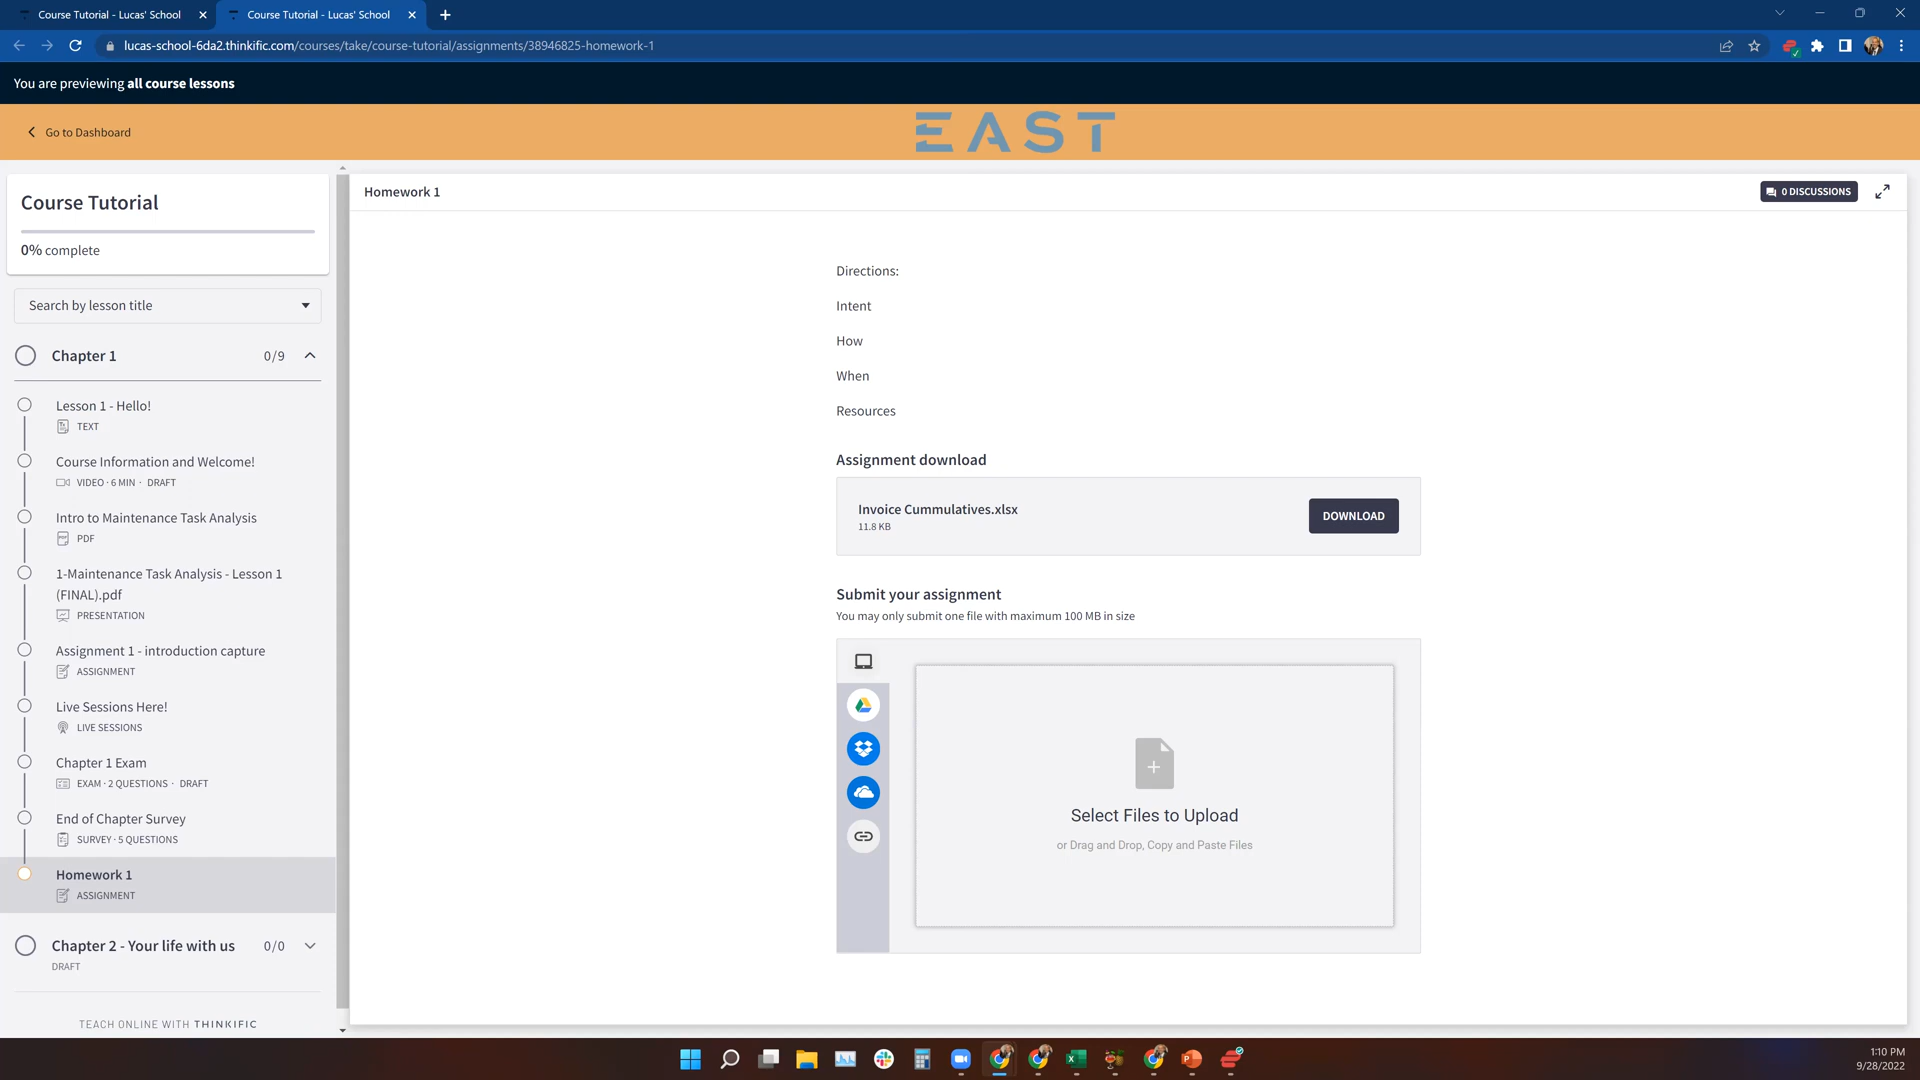 Course Tutorial - Lucas' School
Course Tutorial - Lucas' School
lucas-school-6da2.thinkific.com/courses/take/course-tutorial/assignments/38946825-homework-1
You are previewing all course lessons
Go to Dashboard
EAST
Course Tutorial
0% complete
Search by lesson title
Chapter 1 0/9
Lesson 1 - Hello!
TEXT
Course Information and Welcome!
VIDEO · 6 MIN · DRAFT
Intro to Maintenance Task Analysis
PDF
1-Maintenance Task Analysis - Lesson 1
(FINAL).pdf
PRESENTATION
Assignment 1 - introduction capture
ASSIGNMENT
Live Sessions Here!
LIVE SESSIONS
Chapter 1 Exam
EXAM · 2 QUESTIONS · DRAFT
End of Chapter Survey
SURVEY · 5 QUESTIONS
Homework 1
ASSIGNMENT
Chapter 2 - Your life with us 0/0
DRAFT
TEACH ONLINE WITH THINKIFIC
Homework 1
0 DISCUSSIONS
Directions:
Intent
How
When
Resources
Assignment download
Invoice Cummulatives.xlsx
11.8 KB
DOWNLOAD
Submit your assignment
You may only submit one file with maximum 100 MB in size
Select Files to Upload
or Drag and Drop, Copy and Paste Files
1:10 PM
9/28/2022